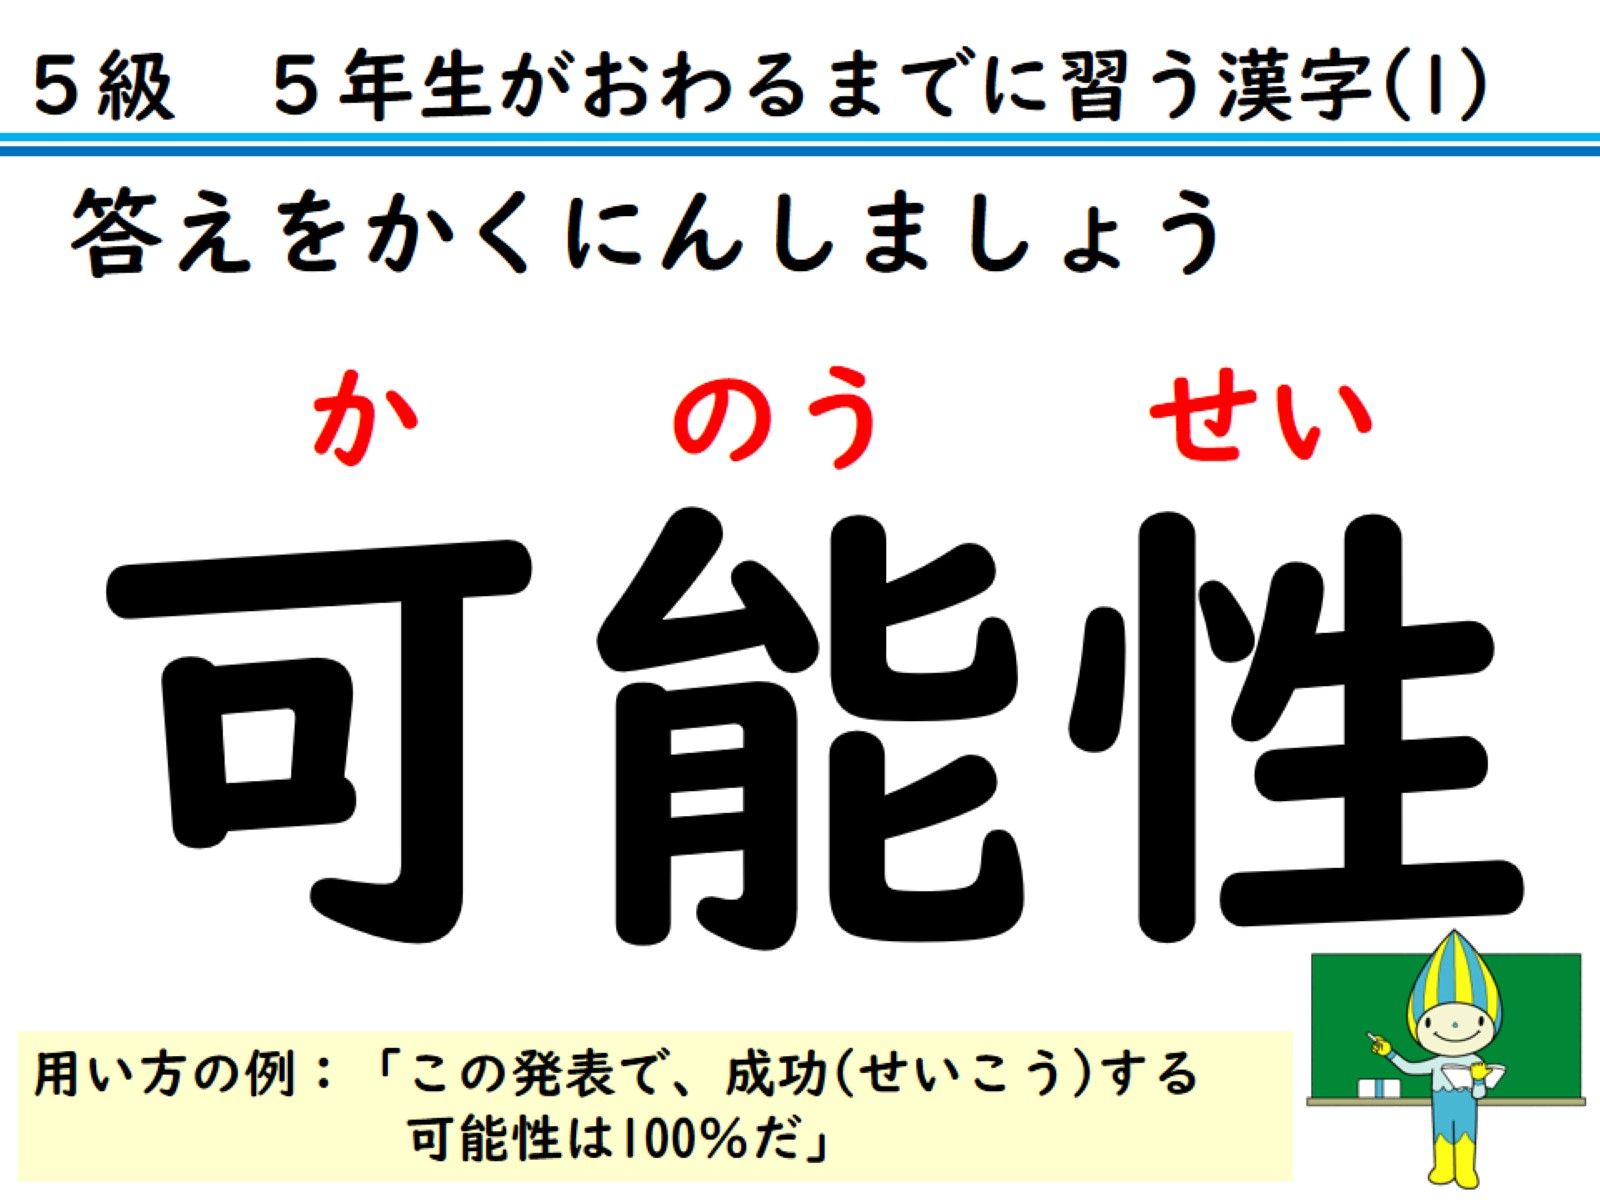 ５級　５年生がおわるまでに習う漢字(1)
答えをかくにんしましょう
か　のう　せい
可能性
用い方の例：「この発表で、成功(せいこう)する
可能性は100％だ」